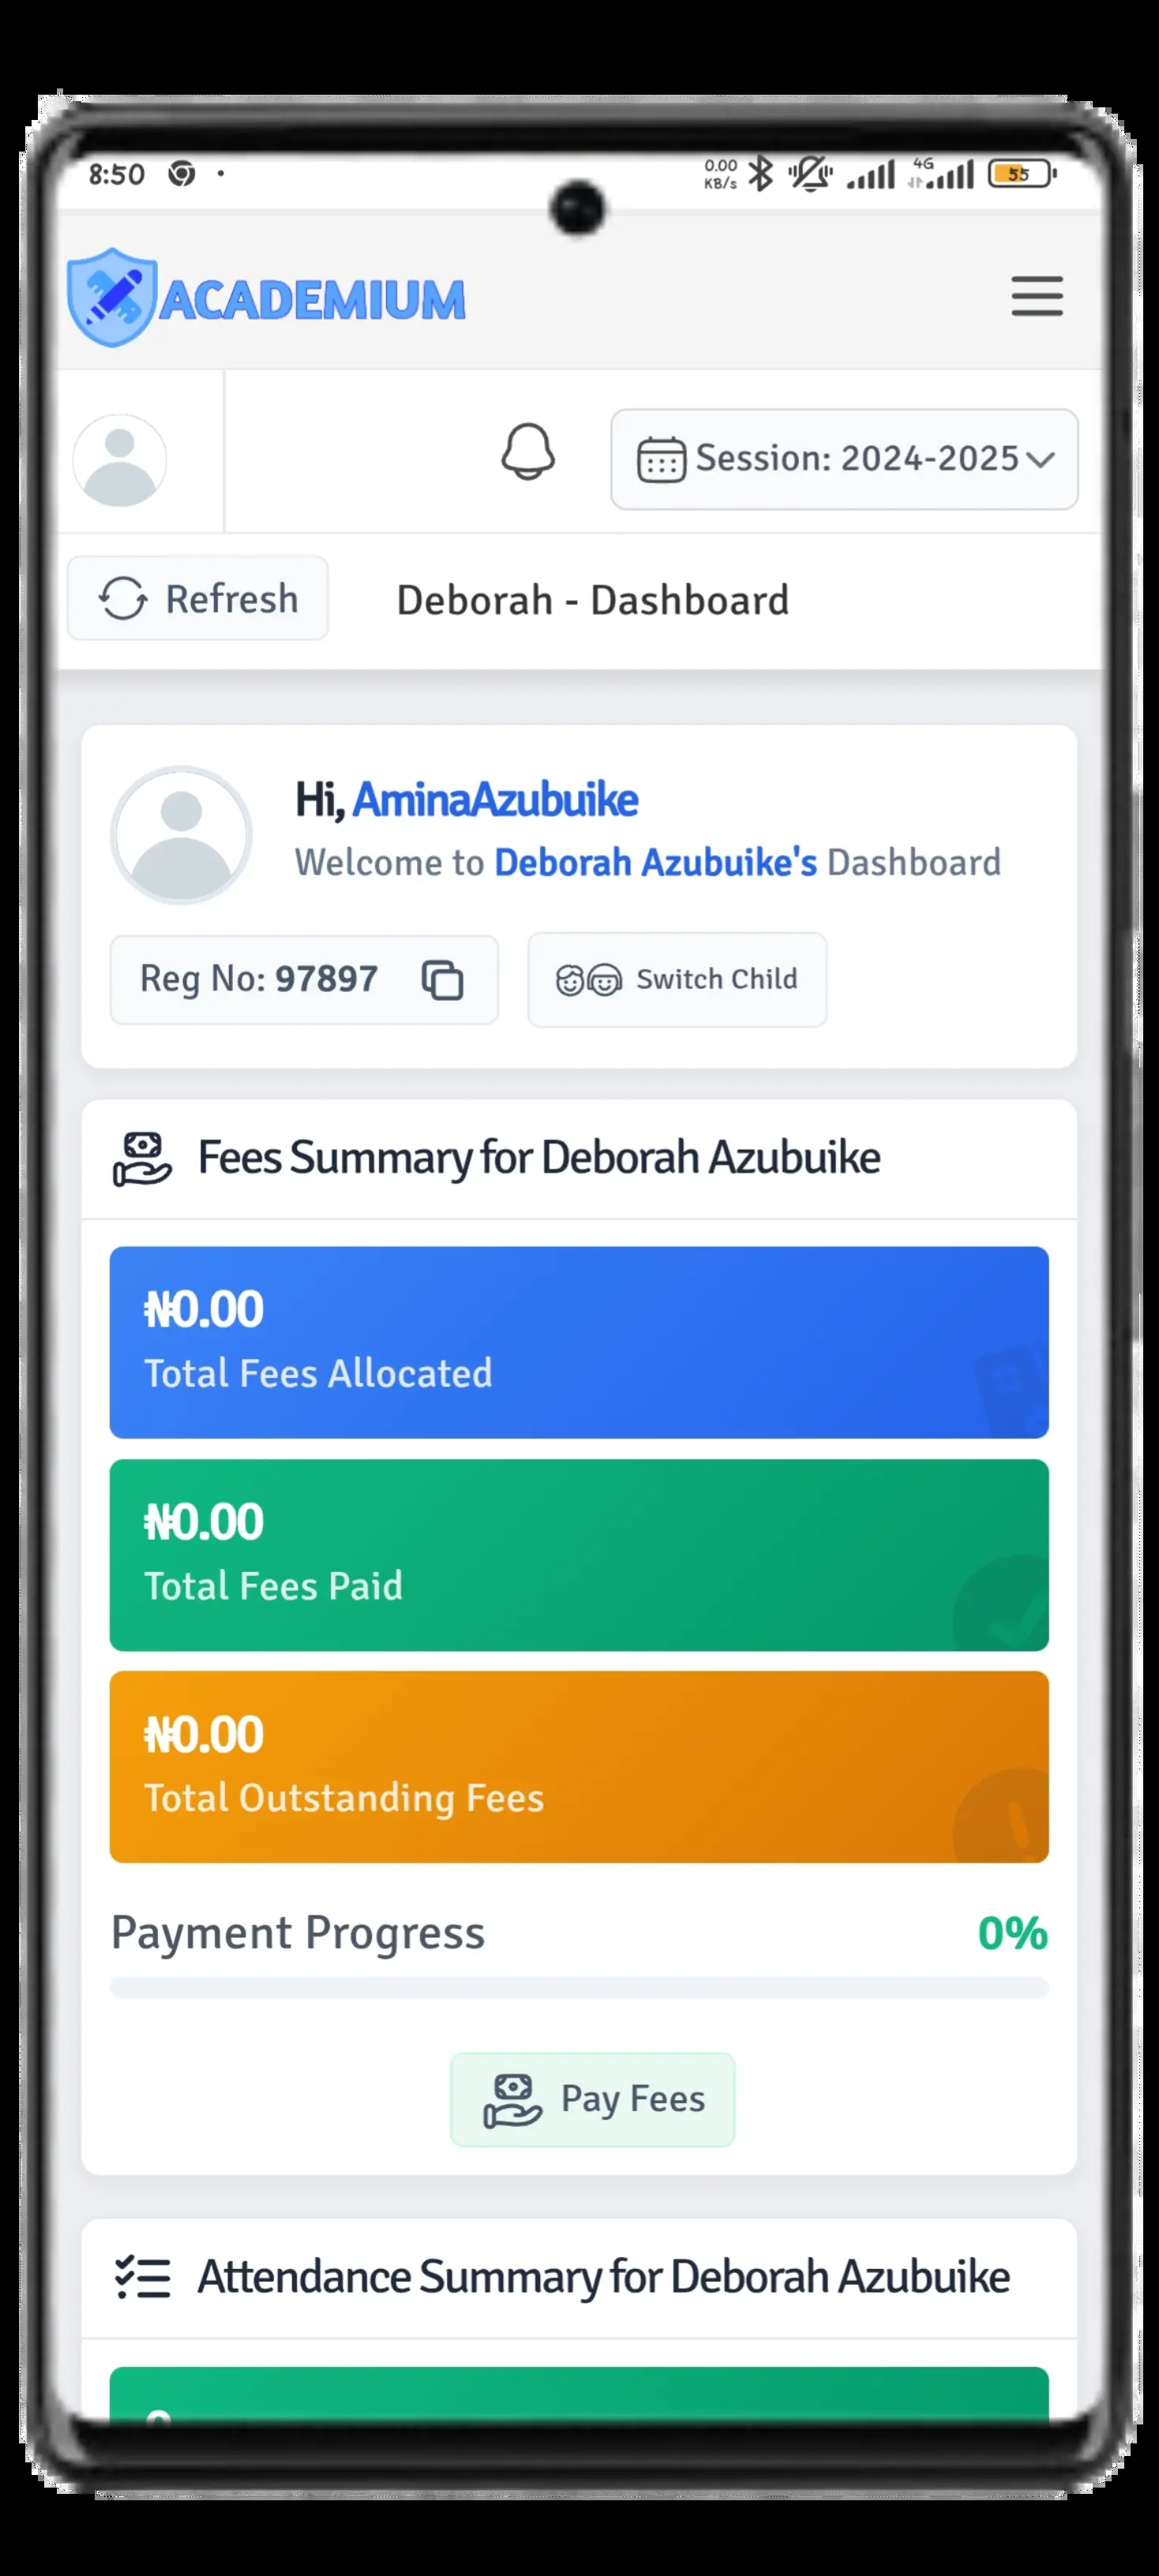 8:50
0.00
KB/s
4G
55
ACADEMIUM
Session: 2024-2025
Refresh
Deborah - Dashboard
Hi, AminaAzubuike
Welcome to Deborah Azubuike's Dashboard
Reg No: 97897
Switch Child
Fees Summary for Deborah Azubuike
₦0.00
Total Fees Allocated
₦0.00
Total Fees Paid
₦0.00
Total Outstanding Fees
Payment Progress
0%
Pay Fees
Attendance Summary for Deborah Azubuike